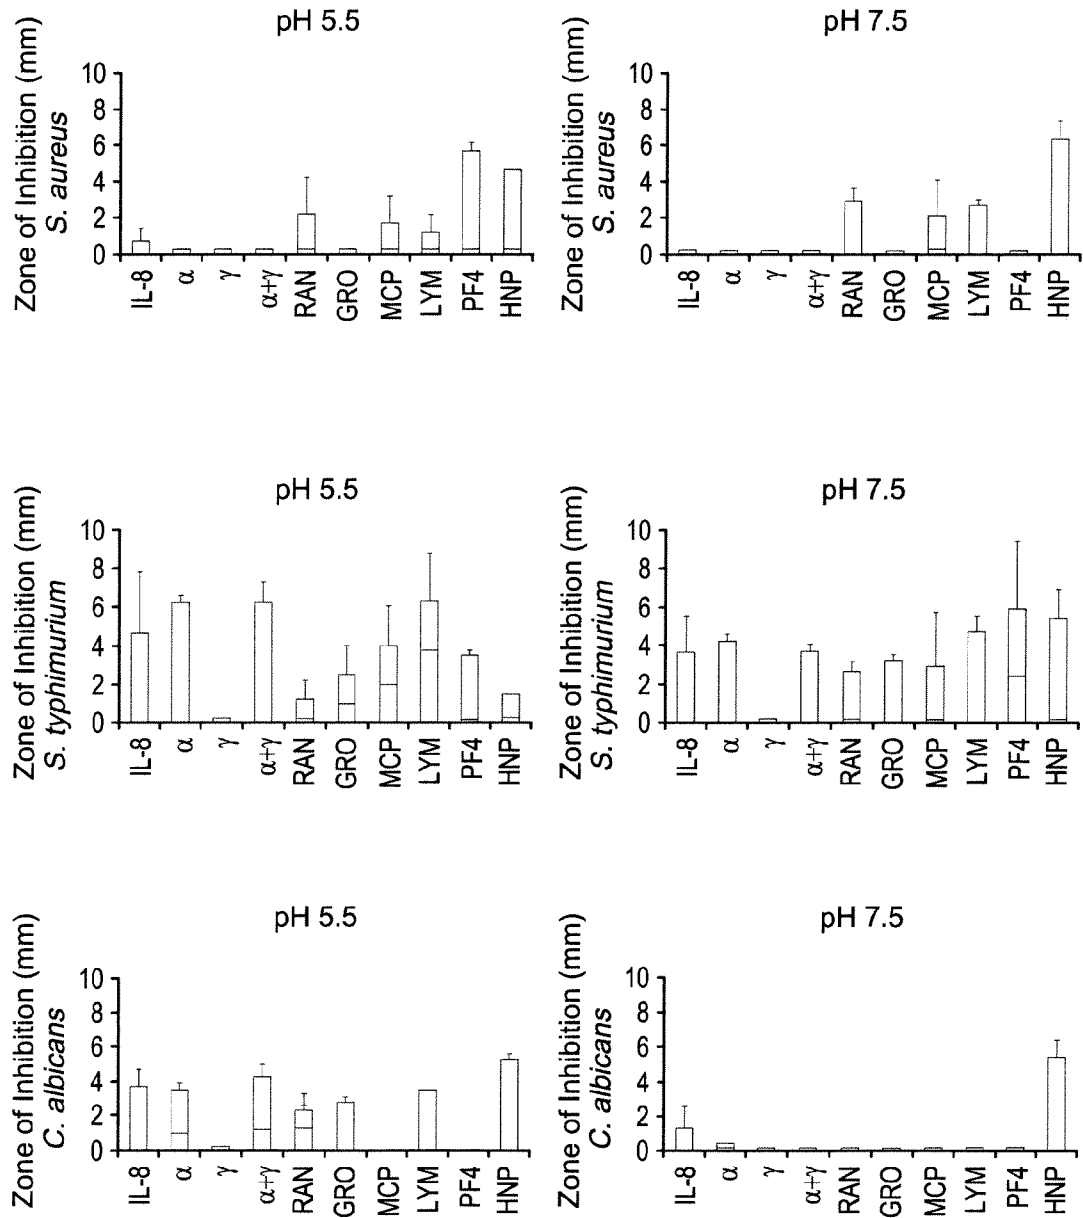 pH 5.5
Zone of Inhibition (mm)
S. aureus
10
8
6
4
2
0
IL-8 α γ α+γ RAN GRO MCP LYM PF4 HNP
pH 7.5
Zone of Inhibition (mm)
S. aureus
10
8
6
4
2
0
IL-8 α γ α+γ RAN GRO MCP LYM PF4 HNP
pH 5.5
Zone of Inhibition (mm)
S. typhimurium
10
8
6
4
2
0
IL-8 α γ α+γ RAN GRO MCP LYM PF4 HNP
pH 7.5
Zone of Inhibition (mm)
S. typhimurium
10
8
6
4
2
0
IL-8 α γ α+γ RAN GRO MCP LYM PF4 HNP
pH 5.5
Zone of Inhibition (mm)
C. albicans
10
8
6
4
2
0
IL-8 α γ α+γ RAN GRO MCP LYM PF4 HNP
pH 7.5
Zone of Inhibition (mm)
C. albicans
10
8
6
4
2
0
IL-8 α γ α+γ RAN GRO MCP LYM PF4 HNP